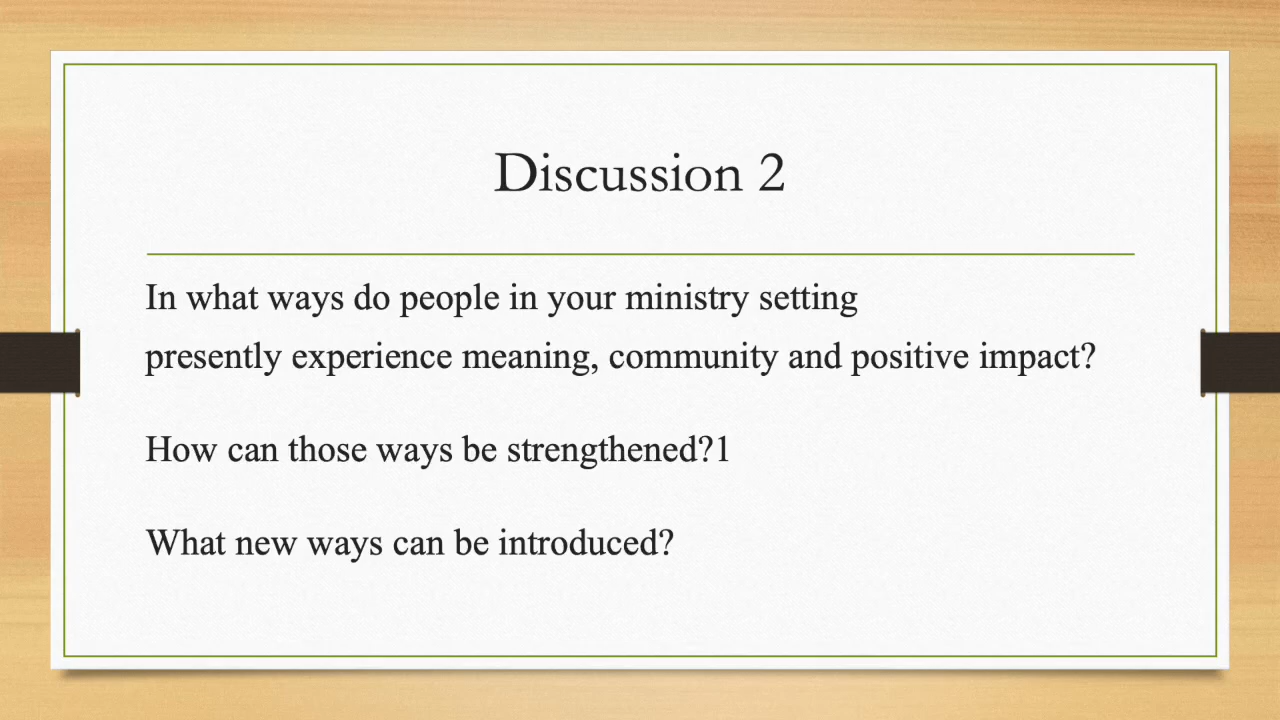 Discussion 2
In what ways do people in your ministry setting
presently experience meaning, community and positive impact?
How can those ways be strengthened?1
What new ways can be introduced?